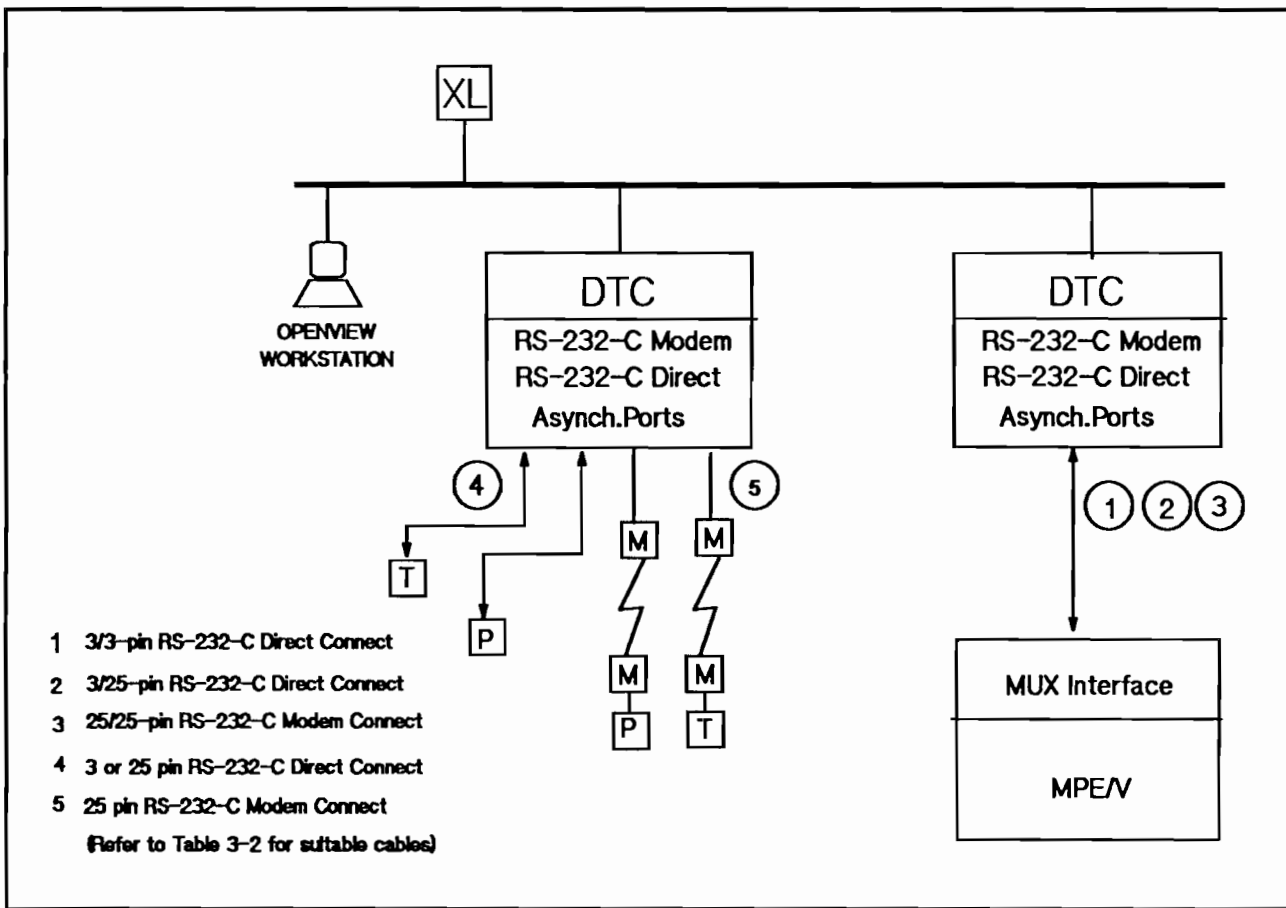 XL
OPENVIEW
WORKSTATION
DTC
RS-232-C Modem
RS-232-C Direct
Asynch.Ports
DTC
RS-232-C Modem
RS-232-C Direct
Asynch.Ports
4
5
1 2 3
T
P
M
M
M
M
P
T
MUX Interface
MPE/V
1 3/3-pin RS-232-C Direct Connect
2 3/25-pin RS-232-C Direct Connect
3 25/25-pin RS-232-C Modem Connect
4 3 or 25 pin RS-232-C Direct Connect
5 25 pin RS-232-C Modem Connect
(Refer to Table 3-2 for suitable cables)